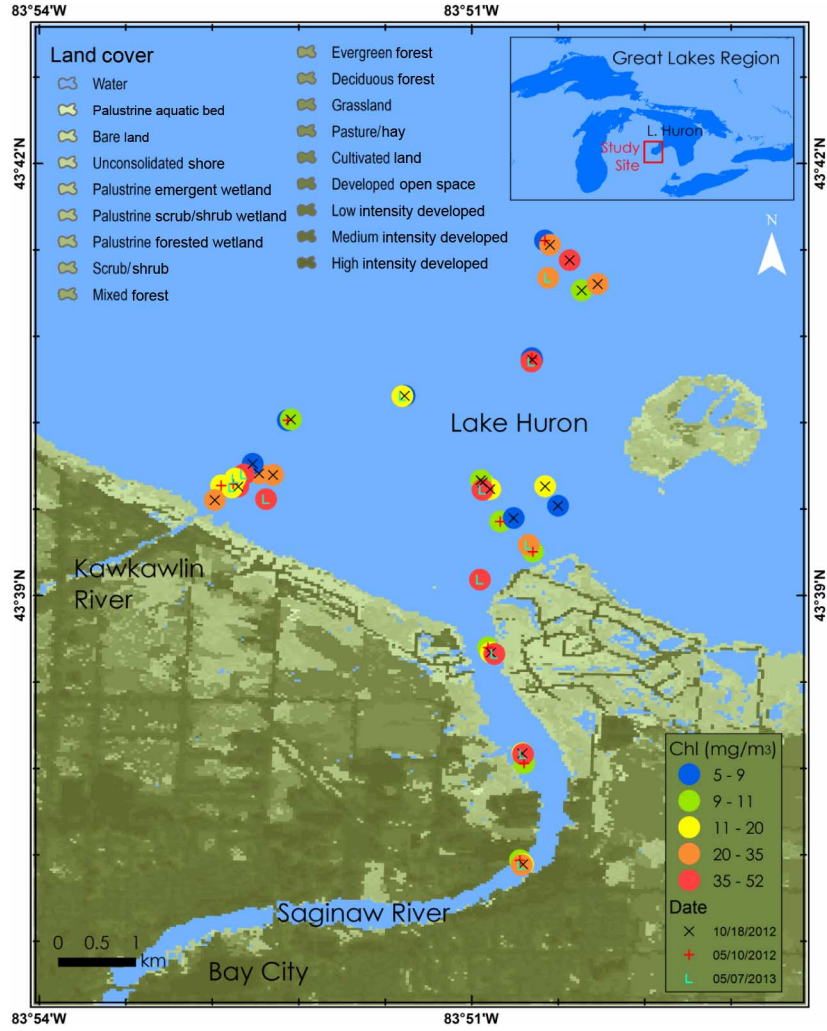 83°54'W
83°51'W
Land cover
Water
Palustrine aquatic bed
Bare land
Unconsolidated shore
Palustrine emergent wetland
Palustrine scrub/shrub wetland
Palustrine forested wetland
Scrub/shrub
Mixed forest
Evergreen forest
Deciduous forest
Grassland
Pasture/hay
Cultivated land
Developed open space
Low intensity developed
Medium intensity developed
High intensity developed
Great Lakes Region
L. Huron
Study
Site
43°42'N
43°42'N
N
Lake Huron
Kawkawlin
River
43°39'N
43°39'N
Saginaw River
Bay City
0 0.5 1
km
Chl (mg/m3)
5 - 9
9 - 11
11 - 20
20 - 35
35 - 52
Date
10/18/2012
05/10/2012
05/07/2013
83°54'W
83°51'W